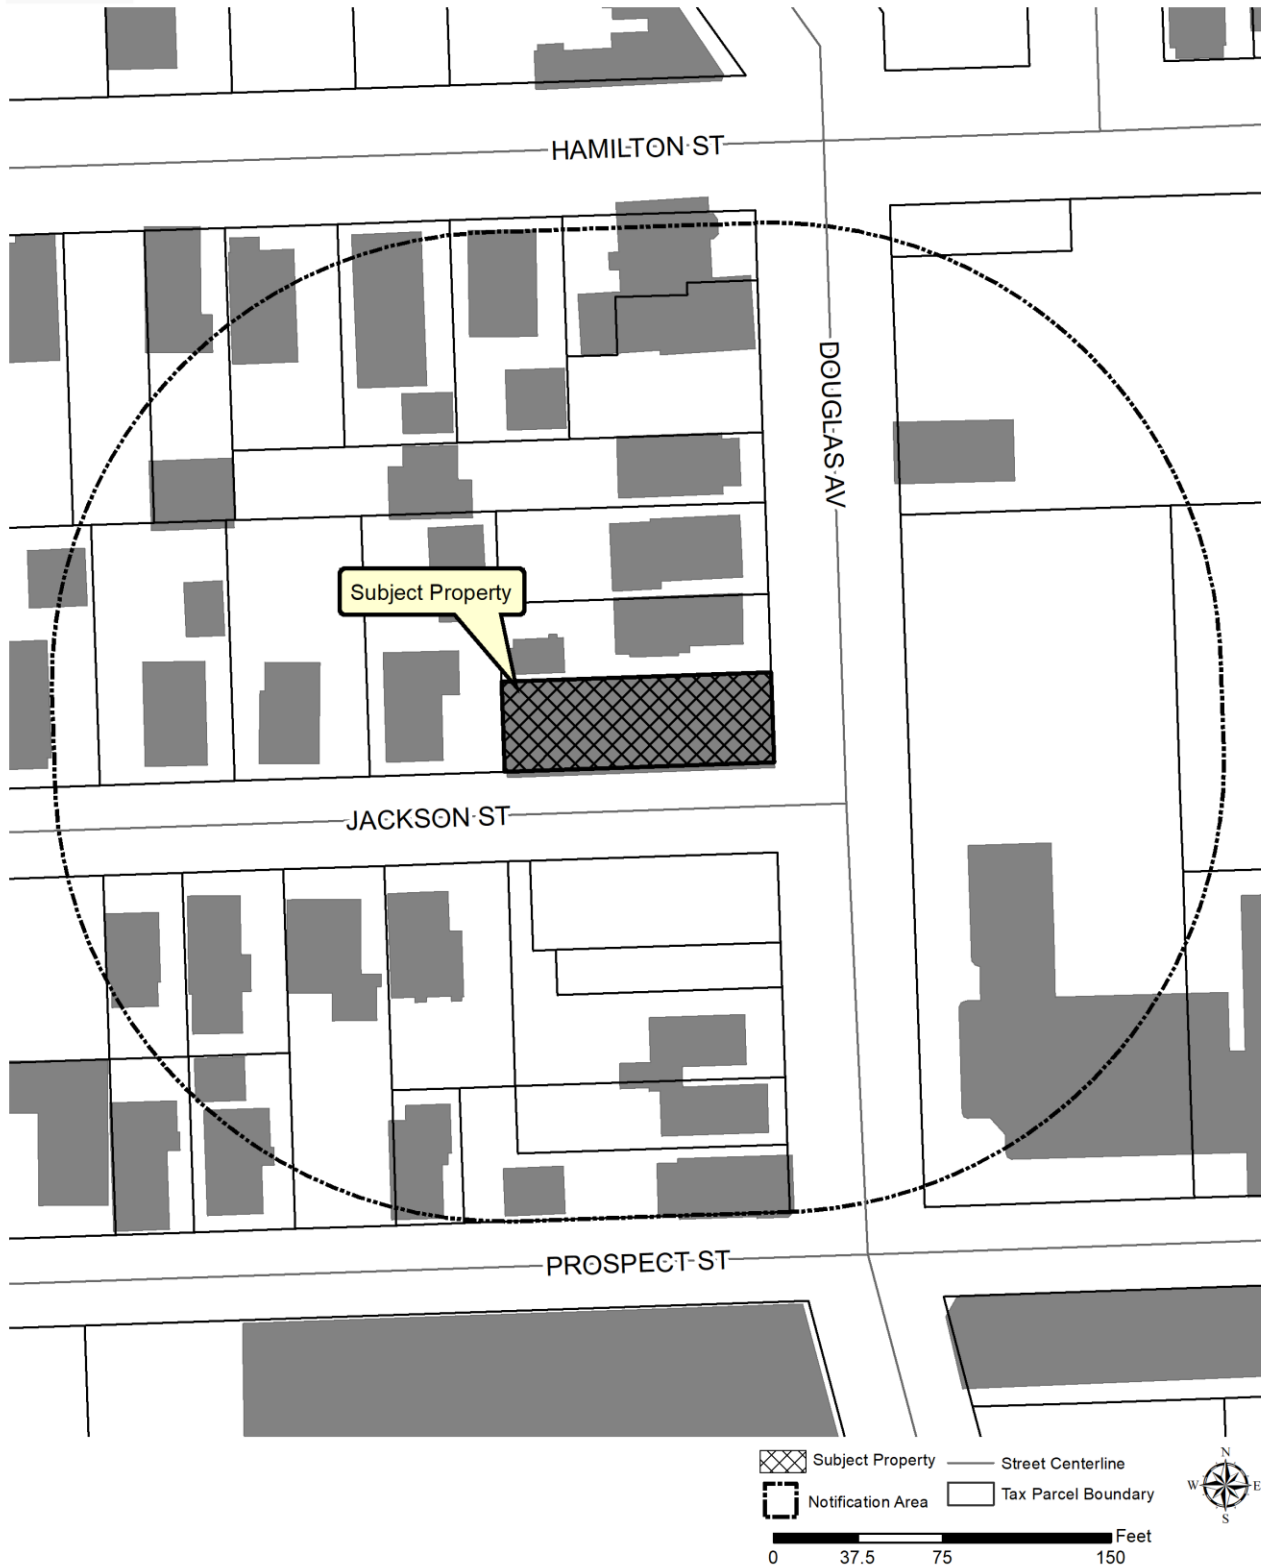 HAMILTON ST
DOUGLAS AV
Subject Property
JACKSON ST
PROSPECT ST
Subject Property
Street Centerline
Notification Area
Tax Parcel Boundary
N
W E
S
Feet
0 37.5 75 150